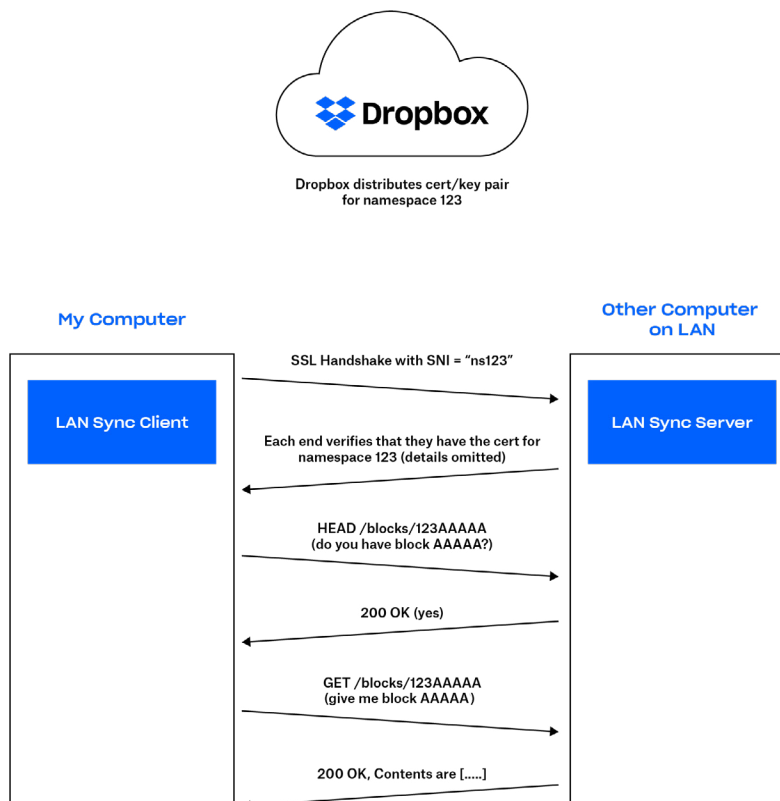 Dropbox
Dropbox distributes cert/key pair
for namespace 123
My Computer
Other Computer
on LAN
SSL Handshake with SNI = “ns123”
LAN Sync Client
LAN Sync Server
Each end verifies that they have the cert for
namespace 123 (details omitted)
HEAD /blocks/123AAAAA
(do you have block AAAAA?)
200 OK (yes)
GET /blocks/123AAAAA
(give me block AAAAA)
200 OK, Contents are [.....]